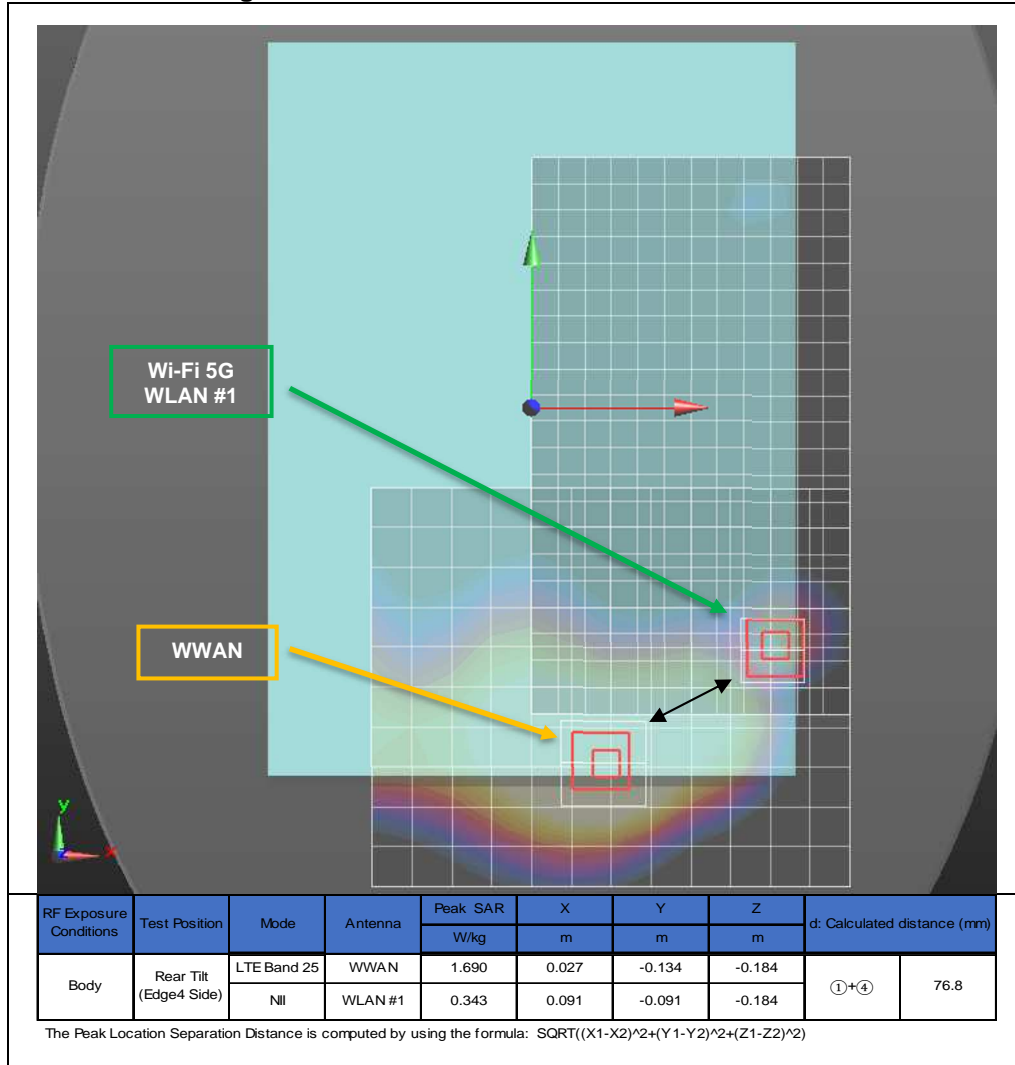 Wi-Fi 5G
WLAN #1
WWAN
y
x
z
RF Exposure Conditions Test Position Mode Antenna Peak SAR X Y Z d: Calculated distance (mm)
W/kg m m m
Body Rear Tilt (Edge4 Side) LTE Band 25 WWAN 1.690 0.027 -0.134 -0.184 ①+④ 76.8
NII WLAN #1 0.343 0.091 -0.091 -0.184
The Peak Location Separation Distance is computed by using the formula: SQRT((X1-X2)^2+(Y1-Y2)^2+(Z1-Z2)^2)